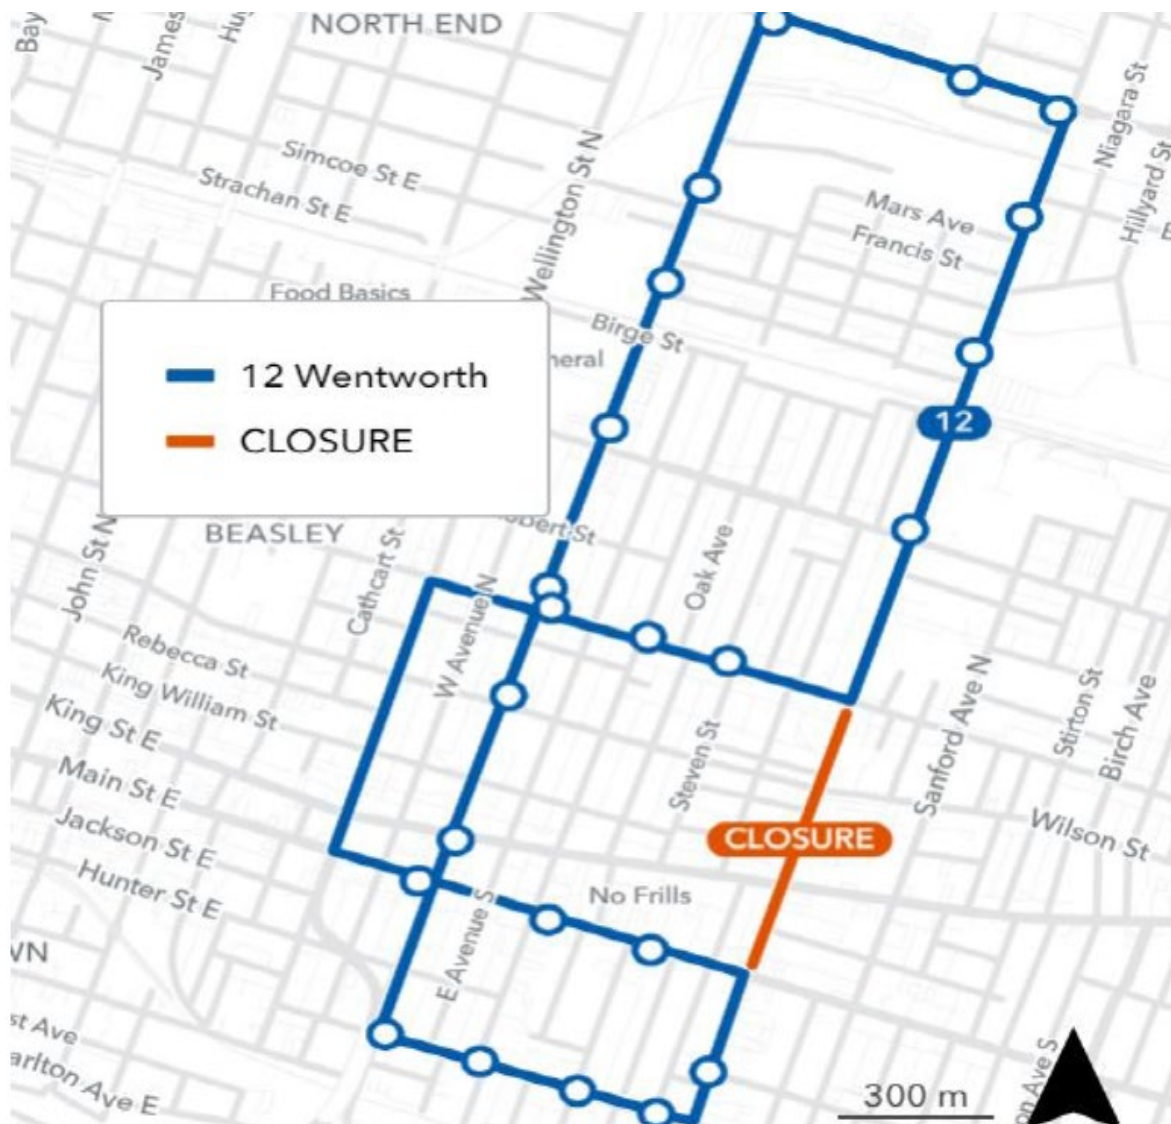 NORTH END
Bay
James
Niagara St
Simcoe St E
Strachan St E
Wellington St N
Hillyard St
Mars Ave
Francis St
Food Basics
Birge St
12 Wentworth
CLOSURE
12
BEASLEY
John St N
Cathcart St
W Avenue N
Oak Ave
Rebecca St
King William St
King St E
Main St E
Jackson St E
Hunter St E
Steven St
Sanford Ave N
Stirton St
Birch Ave
Wilson St
CLOSURE
No Frills
E Avenue S
300 m